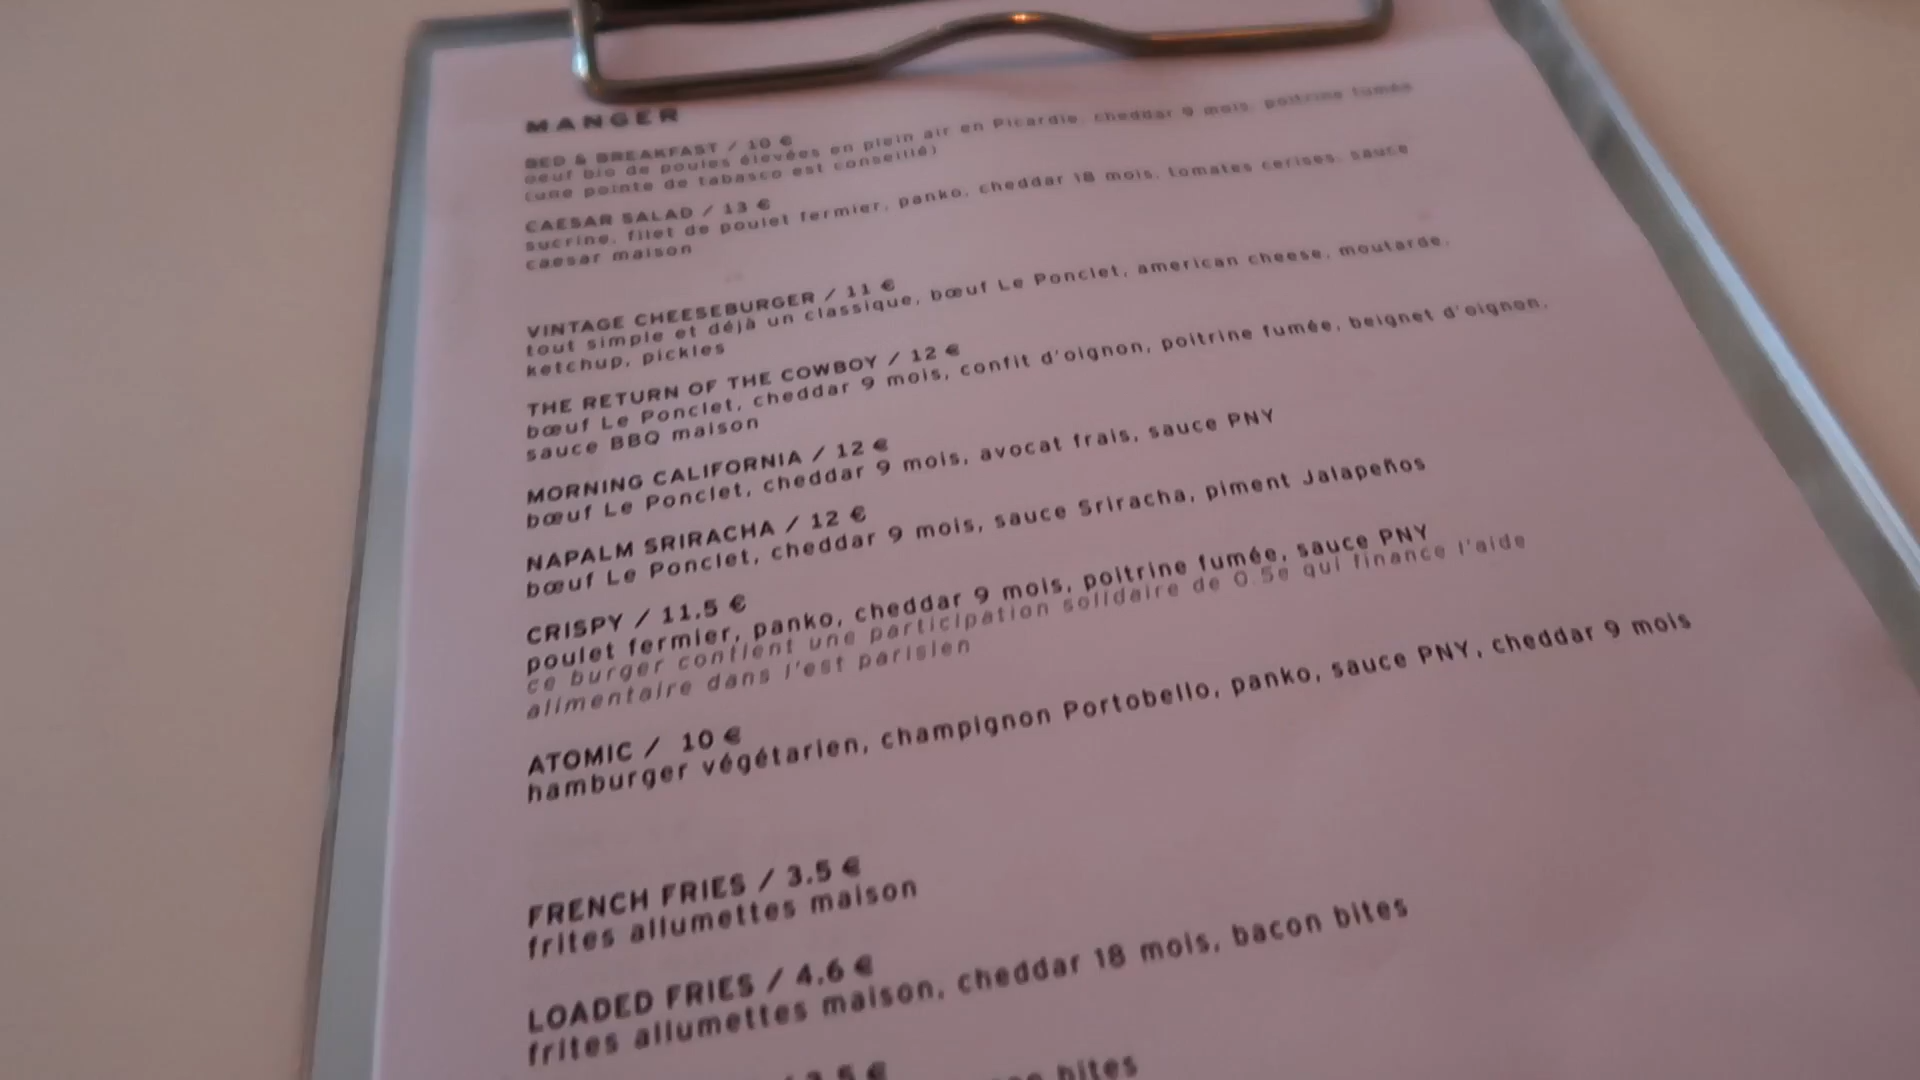 MANGER
BED & BREAKFAST / 10 €
oeuf bio de poules élevées en plein air en Picardie, cheddar 9 mois, poitrine fumée
(une pointe de tabasco est conseillé)
CAESAR SALAD / 13 €
sucrine, filet de poulet fermier, panko, cheddar 18 mois, tomates cerises, sauce
caesar maison
VINTAGE CHEESEBURGER / 11 €
tout simple et déjà un classique, bœuf Le Ponclet, american cheese, moutarde,
ketchup, pickles
THE RETURN OF THE COWBOY / 12 €
bœuf Le Ponclet, cheddar 9 mois, confit d'oignon, poitrine fumée, beignet d'oignon,
sauce BBQ maison
MORNING CALIFORNIA / 12 €
bœuf Le Ponclet, cheddar 9 mois, avocat frais, sauce PNY
NAPALM SRIRACHA / 12 €
bœuf Le Ponclet, cheddar 9 mois, sauce Sriracha, piment Jalapeños
CRISPY / 11.5 €
poulet fermier, panko, cheddar 9 mois, poitrine fumée, sauce PNY
ce burger contient une participation solidaire de 0.5e qui finance l'aide
alimentaire dans l'est parisien
ATOMIC / 10 €
hamburger végétarien, champignon Portobello, panko, sauce PNY, cheddar 9 mois
FRENCH FRIES / 3.5 €
frites allumettes maison
LOADED FRIES / 4.6 €
frites allumettes maison, cheddar 18 mois, bacon bites
/ 3.5 €
bites